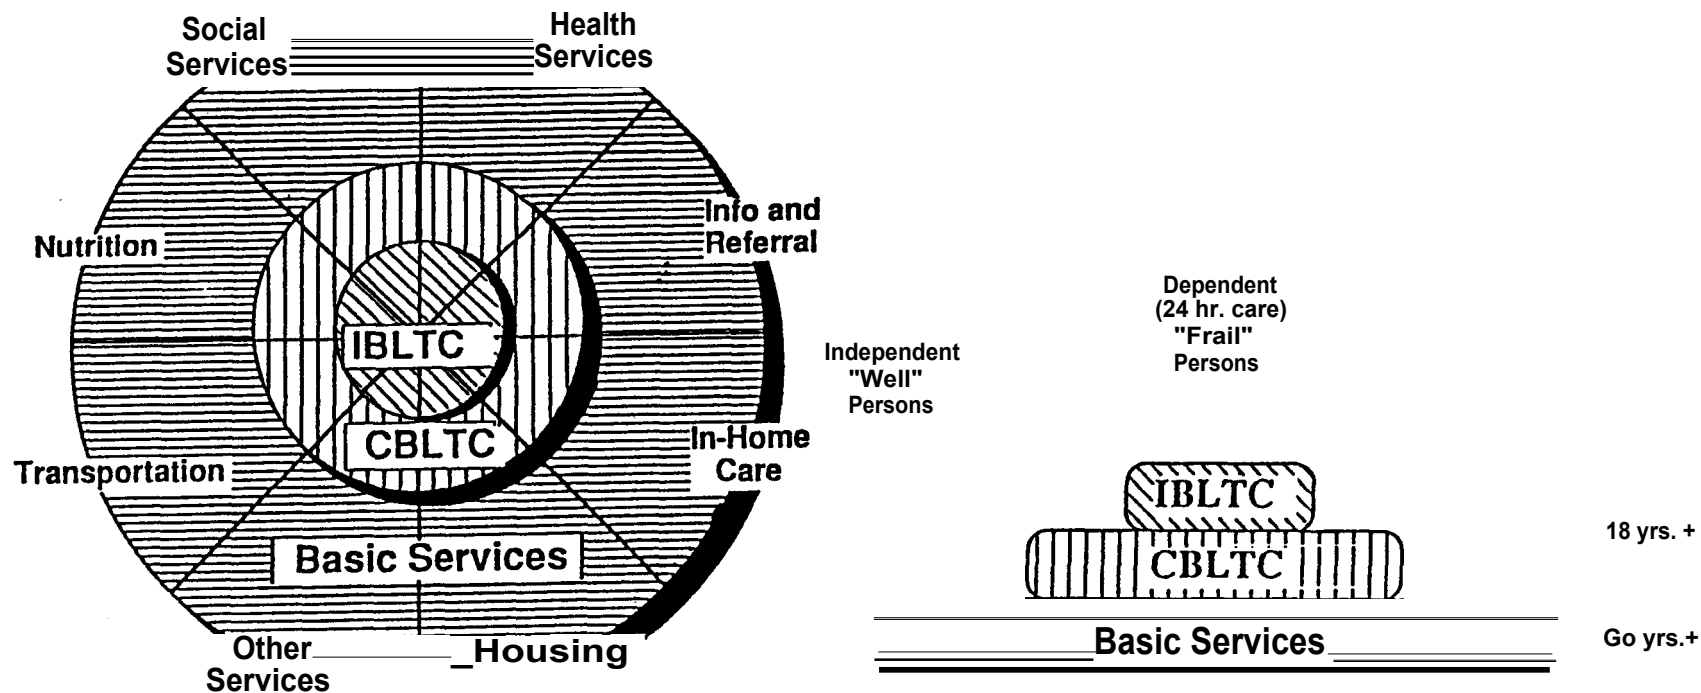 Social
Services
Health
Services
Nutrition
Info and
Referral
IBLTC
CBLTC
Transportation
In-Home
Care
Basic Services
Other
Services
_Housing
Independent
"Well"
Persons
Dependent
(24 hr. care)
"Frail"
Persons
IBLTC
CBLTC
18 yrs. +
Basic Services
Go yrs.+